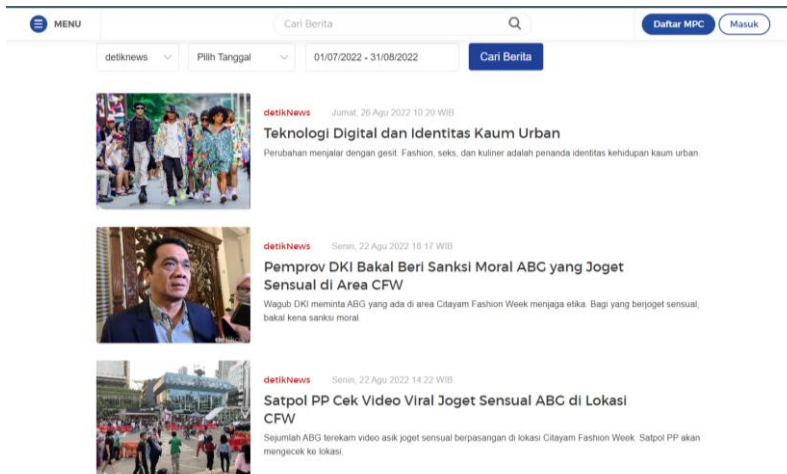 MENU
Cari Berita
Daftar MPC
Masuk
detiknews
Pilih Tanggal
01/07/2022 - 31/08/2022
Cari Berita
detikNews Jumat, 26 Agu 2022 10:20 WIB
Teknologi Digital dan Identitas Kaum Urban
Perubahan menjalar dengan gesit. Fashion, seks, dan kuliner adalah penanda identitas kehidupan kaum urban.
detikNews Senin, 22 Agu 2022 18:17 WIB
Pemprov DKI Bakal Beri Sanksi Moral ABG yang Joget
Sensual di Area CFW
Wagub DKI meminta ABG yang ada di area Citayam Fashion Week menjaga etika. Bagi yang berjoget sensual,
bakal kena sanksi moral.
detikNews Senin, 22 Agu 2022 14:22 WIB
Satpol PP Cek Video Viral Joget Sensual ABG di Lokasi
CFW
Sejumlah ABG terekam video asik joget sensual berpasangan di lokasi Citayam Fashion Week. Satpol PP akan
mengecek ke lokasi.